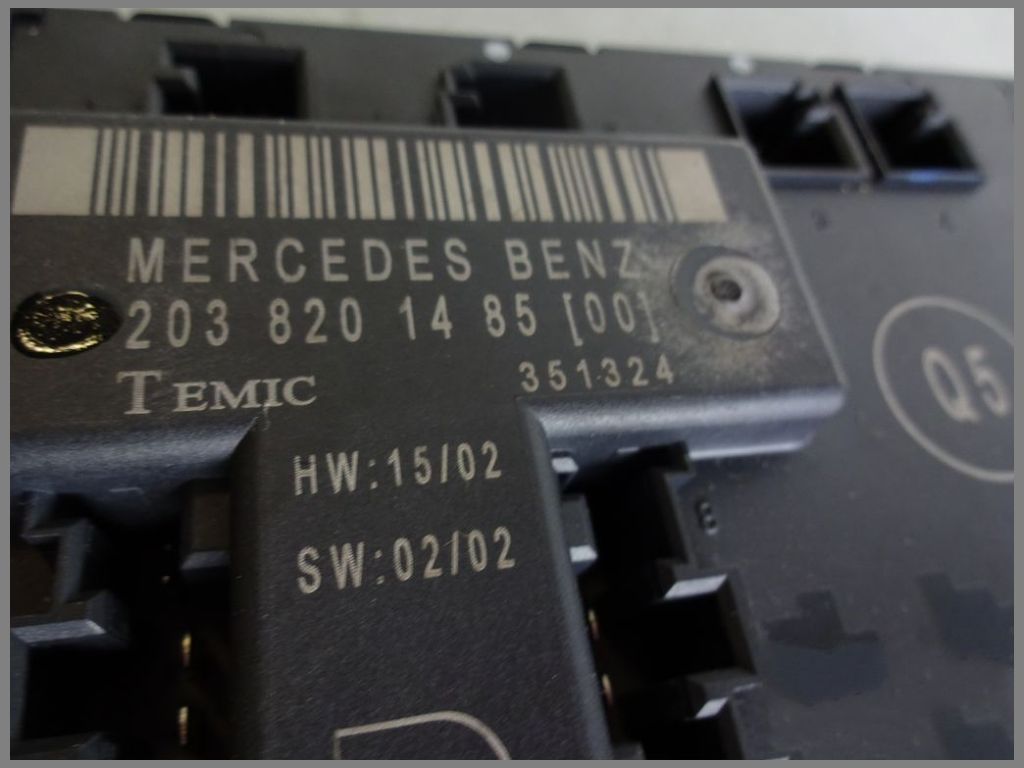 MERCEDES BENZ
203 820 14 85 [00]
TEMIC 351324
HW:15/02
SW:02/02
Q5